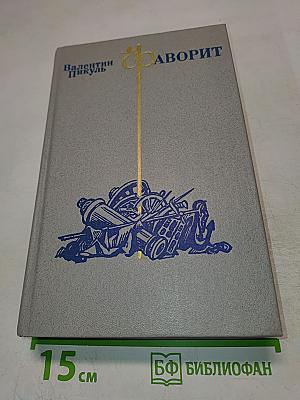 Валентин
Пикуль
ФАВОРИТ
15 см
БФ БИБЛИОФАН